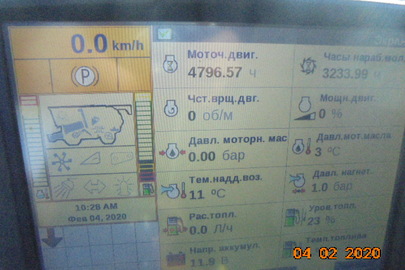 0.0 km/h
P
10:28 AM
Фев 04, 2020
Моточ.двиг.
4796.57 ч
Часы нараб.мол.
3233.99
Чст.врщ.двг.
0 об/м
Мощн.двиг.
0 %
Давл. моторн. мас
0.00 бар
Давл.мот.масла
3 °C
Тем.надд.воз.
11 °C
Давл. нагнет.
1.0 бар
Рас.топл.
0.0 Л/ч
Уров.топл.
23 %
Напр. аккумул.
11.9 В
Темп.топлива
04 02 2020